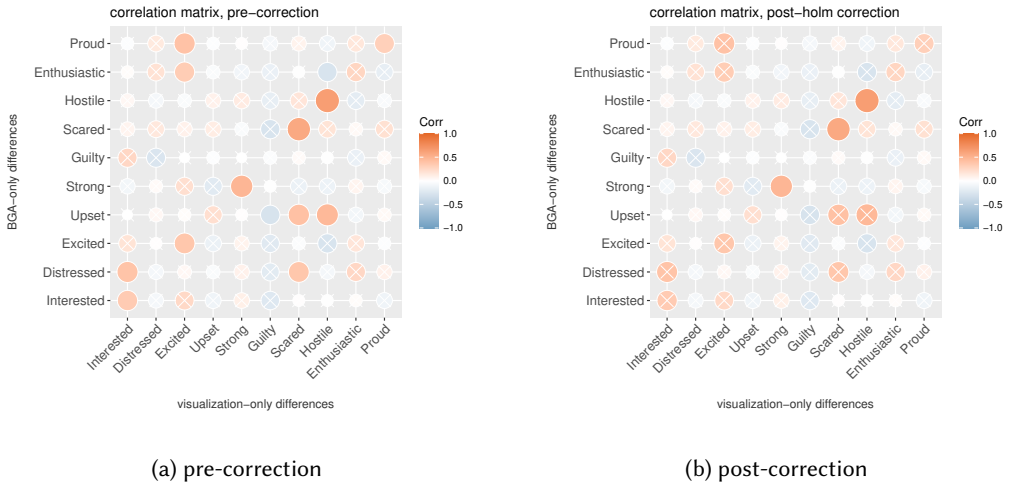 correlation matrix, pre−correction
Proud
Enthusiastic
Hostile
Scared
Guilty
Strong
Upset
Excited
Distressed
Interested
BGA−only differences
Interested
Distressed
Excited
Upset
Strong
Guilty
Scared
Hostile
Enthusiastic
Proud
visualization−only differences
Corr
1.0
0.5
0.0
−0.5
−1.0
(a) pre-correction
correlation matrix, post−holm correction
Proud
Enthusiastic
Hostile
Scared
Guilty
Strong
Upset
Excited
Distressed
Interested
BGA−only differences
Interested
Distressed
Excited
Upset
Strong
Guilty
Scared
Hostile
Enthusiastic
Proud
visualization−only differences
Corr
1.0
0.5
0.0
−0.5
−1.0
(b) post-correction